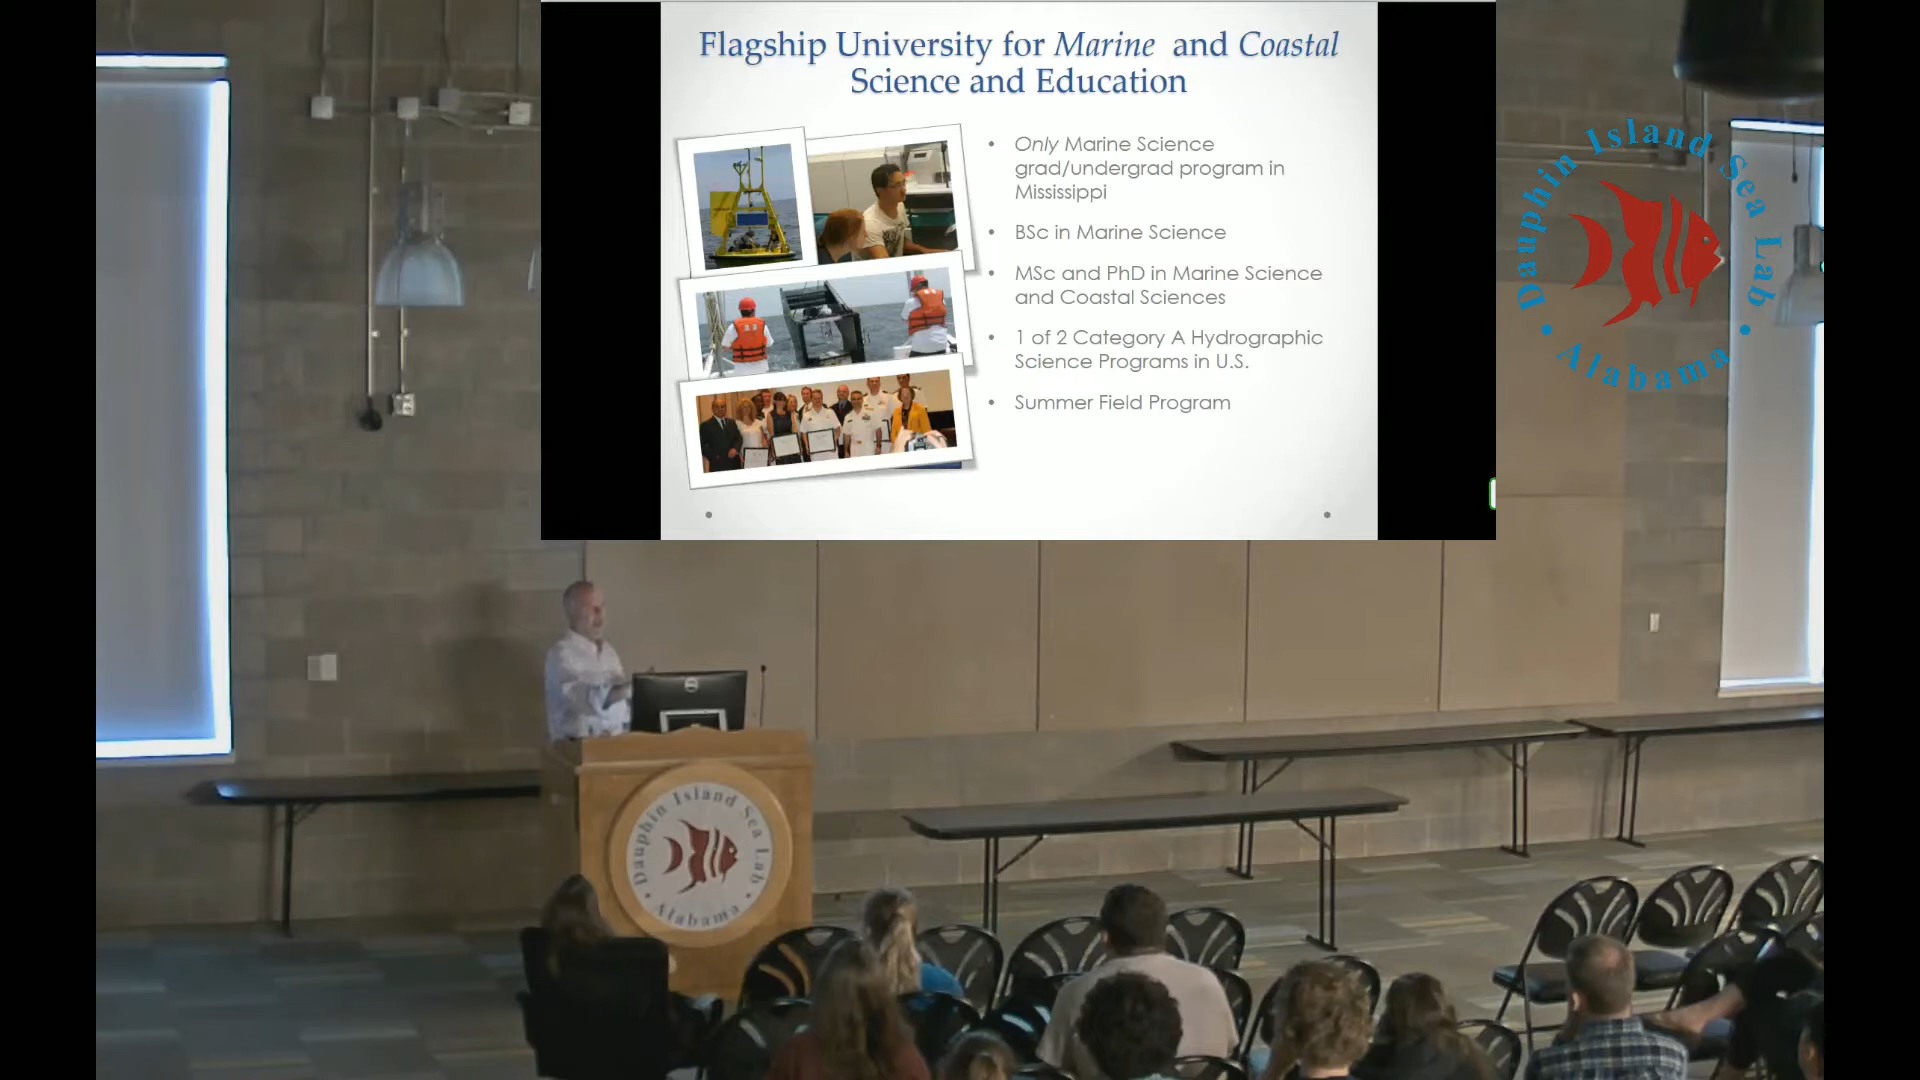 Flagship University for Marine and Coastal
Science and Education
• Only Marine Science
grad/undergrad program in
Mississippi
• BSc in Marine Science
• MSc and PhD in Marine Science
and Coastal Sciences
• 1 of 2 Category A Hydrographic
Science Programs in U.S.
• Summer Field Program
Dauphin Island Sea Lab
• Alabama •
DELL
Dauphin Island Sea Lab
• Alabama •